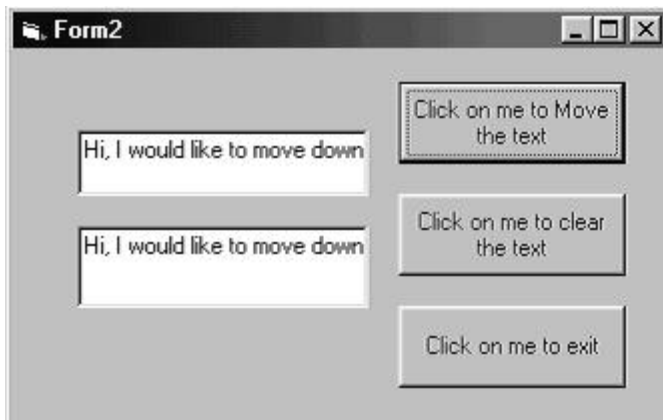 Form2
Hi, I would like to move down
Hi, I would like to move down
Click on me to Move
the text
Click on me to clear
the text
Click on me to exit